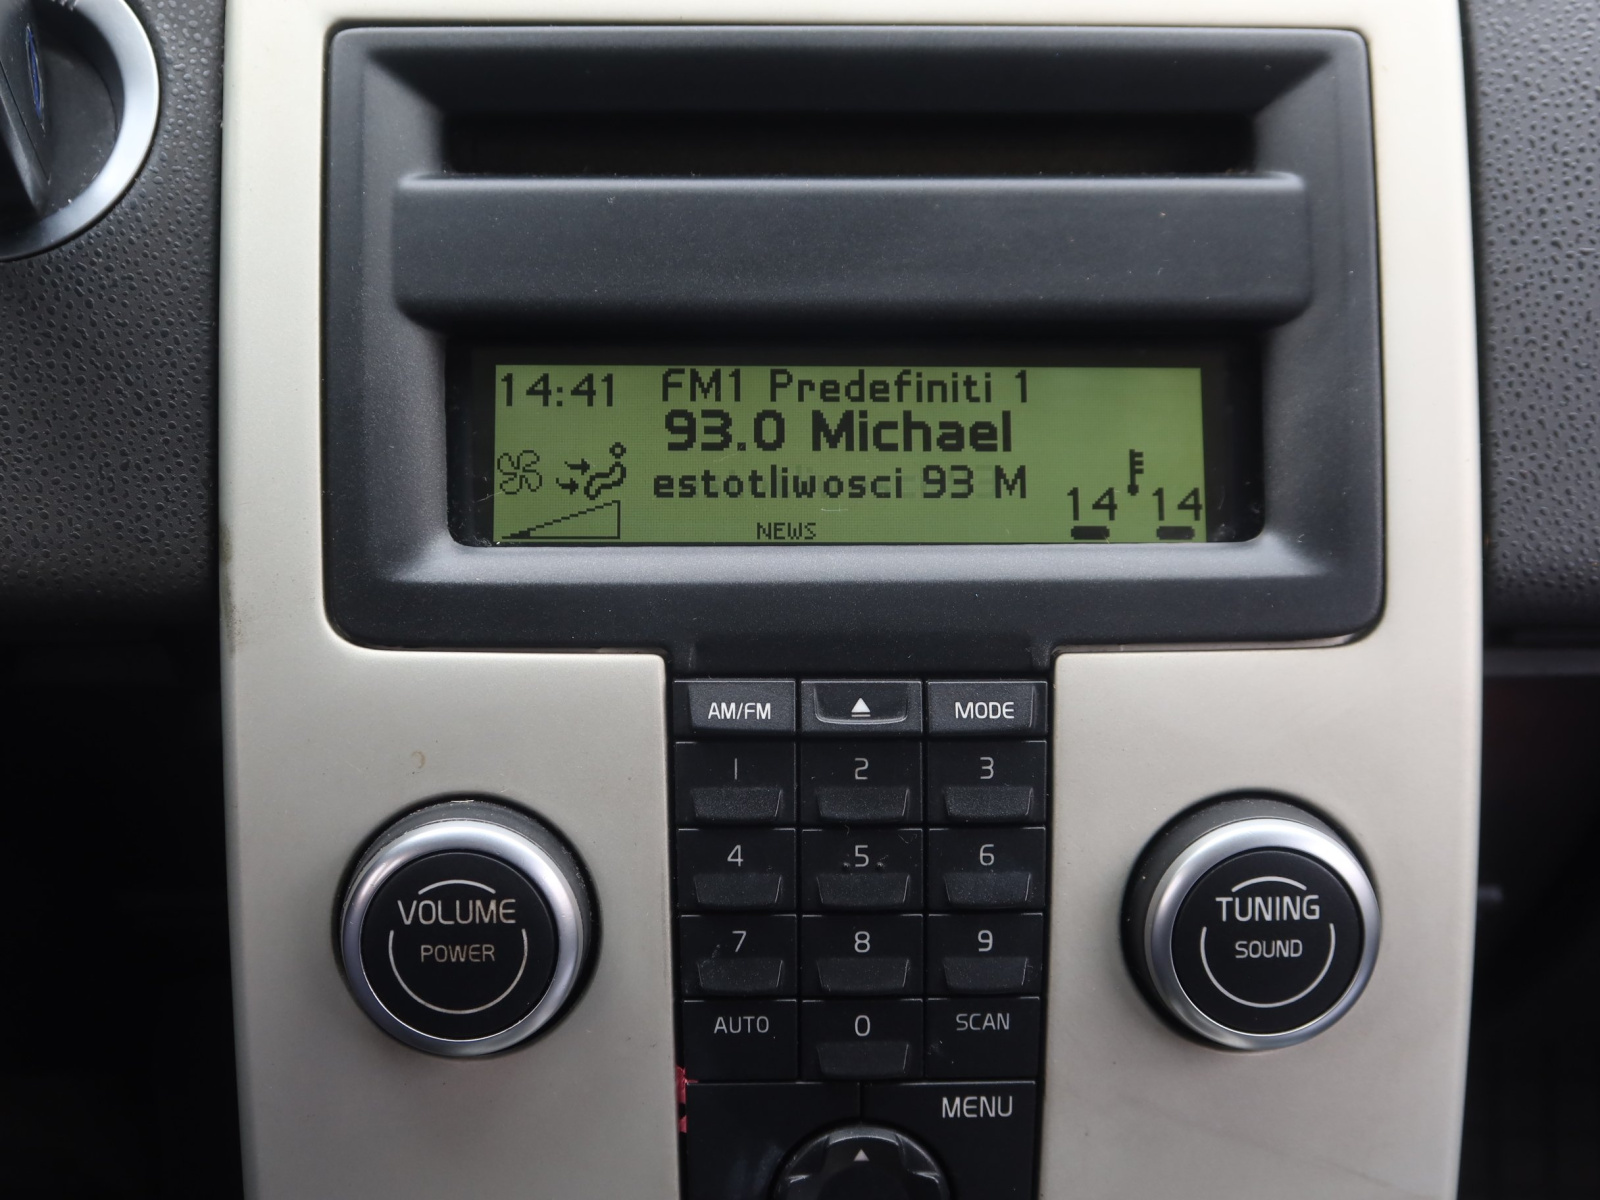 14:41 FM1 Predefiniti 1
93.0 Michael
estotliwosci 93 M
14 14
NEWS
AM/FM MODE
1 2 3
4 5 6
7 8 9
AUTO 0 SCAN
MENU
VOLUME
POWER
TUNING
SOUND